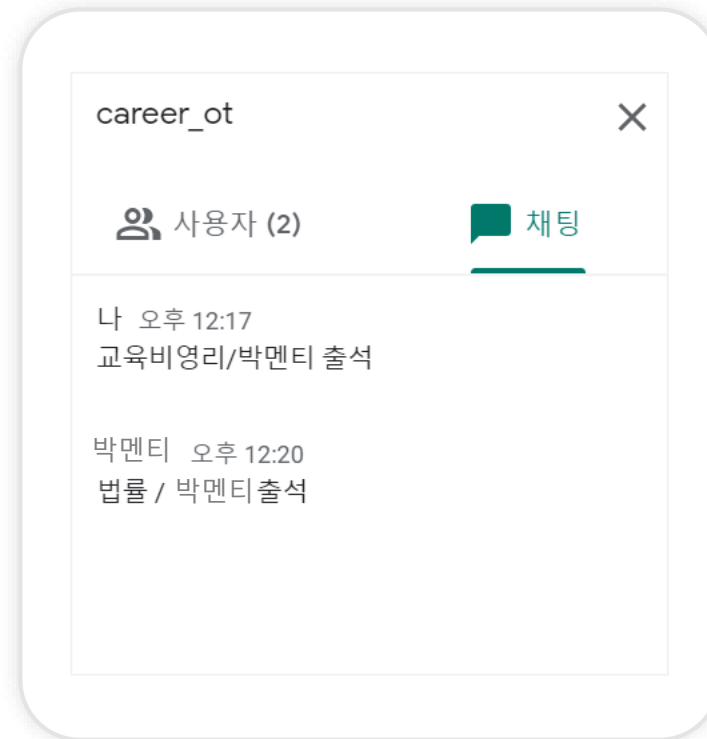 career_ot
사용자 (2)
채팅
나 오후 12:17
교육비영리/박멘티 출석
박멘티 오후 12:20
법률 / 박멘티 출석